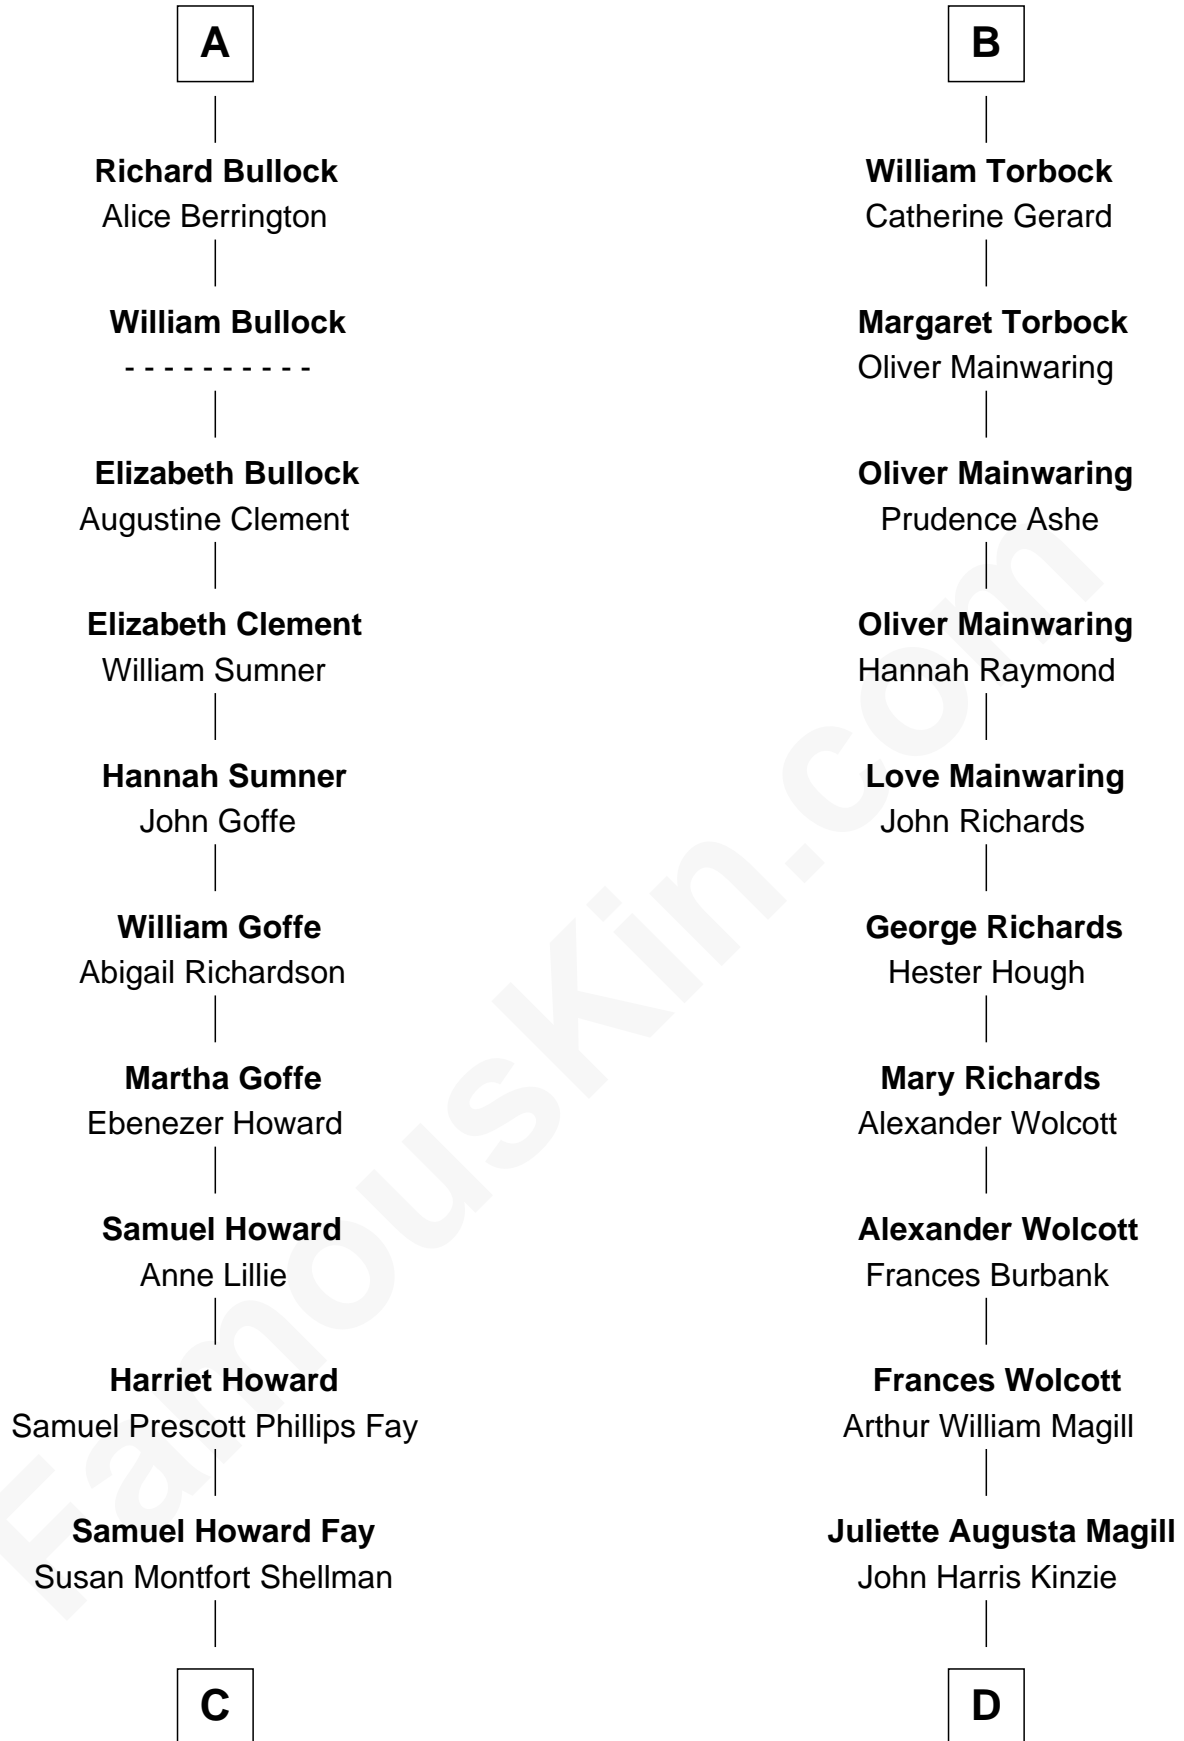 A
Richard Bullock
Alice Berrington
William Bullock
- - - - - - - - - -
Elizabeth Bullock
Augustine Clement
Elizabeth Clement
William Sumner
Hannah Sumner
John Goffe
William Goffe
Abigail Richardson
Martha Goffe
Ebenezer Howard
Samuel Howard
Anne Lillie
Harriet Howard
Samuel Prescott Phillips Fay
Samuel Howard Fay
Susan Montfort Shellman
C
B
William Torbock
Catherine Gerard
Margaret Torbock
Oliver Mainwaring
Oliver Mainwaring
Prudence Ashe
Oliver Mainwaring
Hannah Raymond
Love Mainwaring
John Richards
George Richards
Hester Hough
Mary Richards
Alexander Wolcott
Alexander Wolcott
Frances Burbank
Frances Wolcott
Arthur William Magill
Juliette Augusta Magill
John Harris Kinzie
D
FamousKin.com